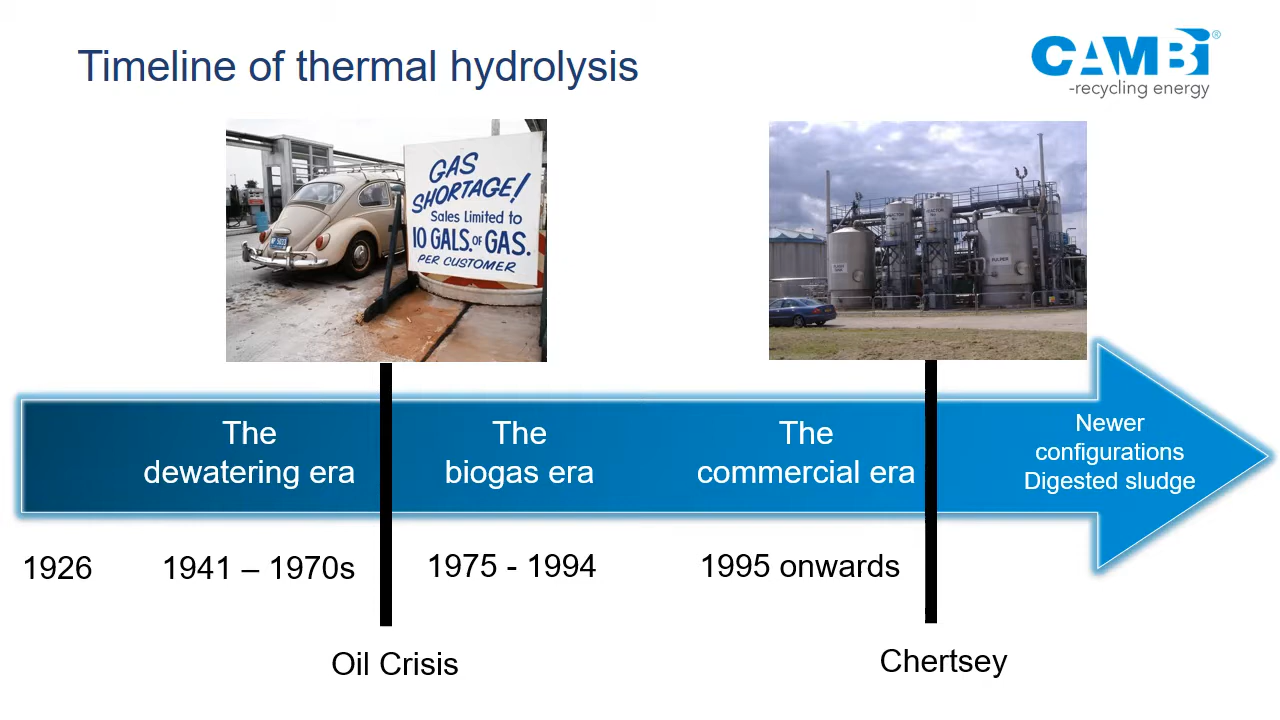 Timeline of thermal hydrolysis
CAMBI®
-recycling energy
GAS
SHORTAGE!
Sales Limited to
10 GALS. OF GAS.
PER CUSTOMER
The
dewatering era
The
biogas era
The
commercial era
Newer
configurations
Digested sludge
1926
1941 – 1970s
1975 - 1994
1995 onwards
Oil Crisis
Chertsey